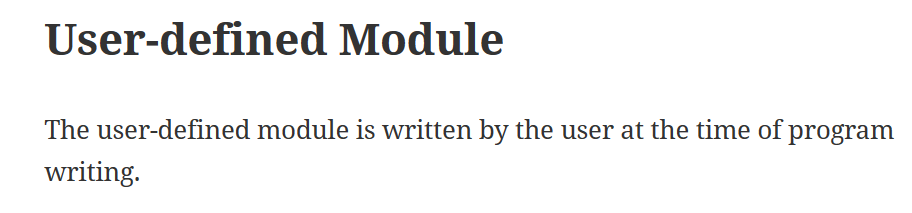 User-defined Module
The user-defined module is written by the user at the time of program
writing.